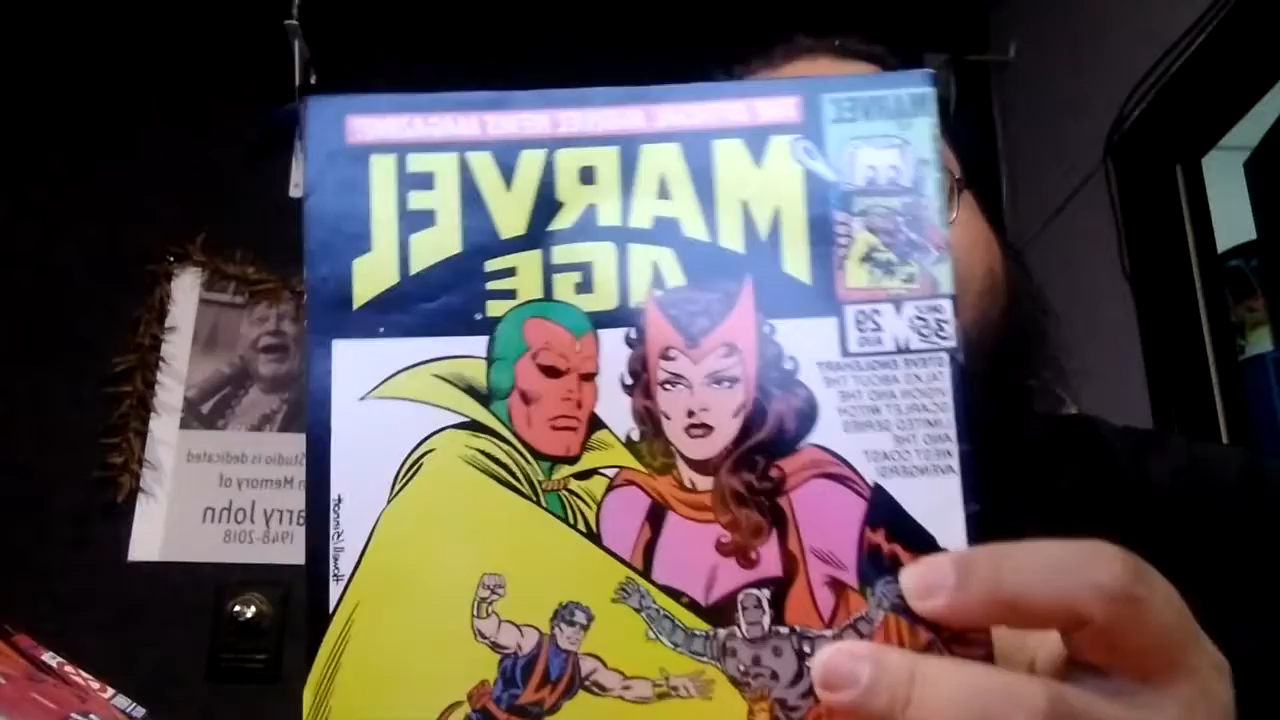 THE OFFICIAL MARVEL NEWS MAGAZINE!
MARVEL
AGE
MARVEL
35¢
29
AUG
STEVE ENGLEHART
TALKS ABOUT THE
VISION AND THE
SCARLET WITCH
LIMITED SERIES
AND THE
WEST COAST
AVENGERS!
Studio is dedicated
n Memory of
arry John
1948-2018